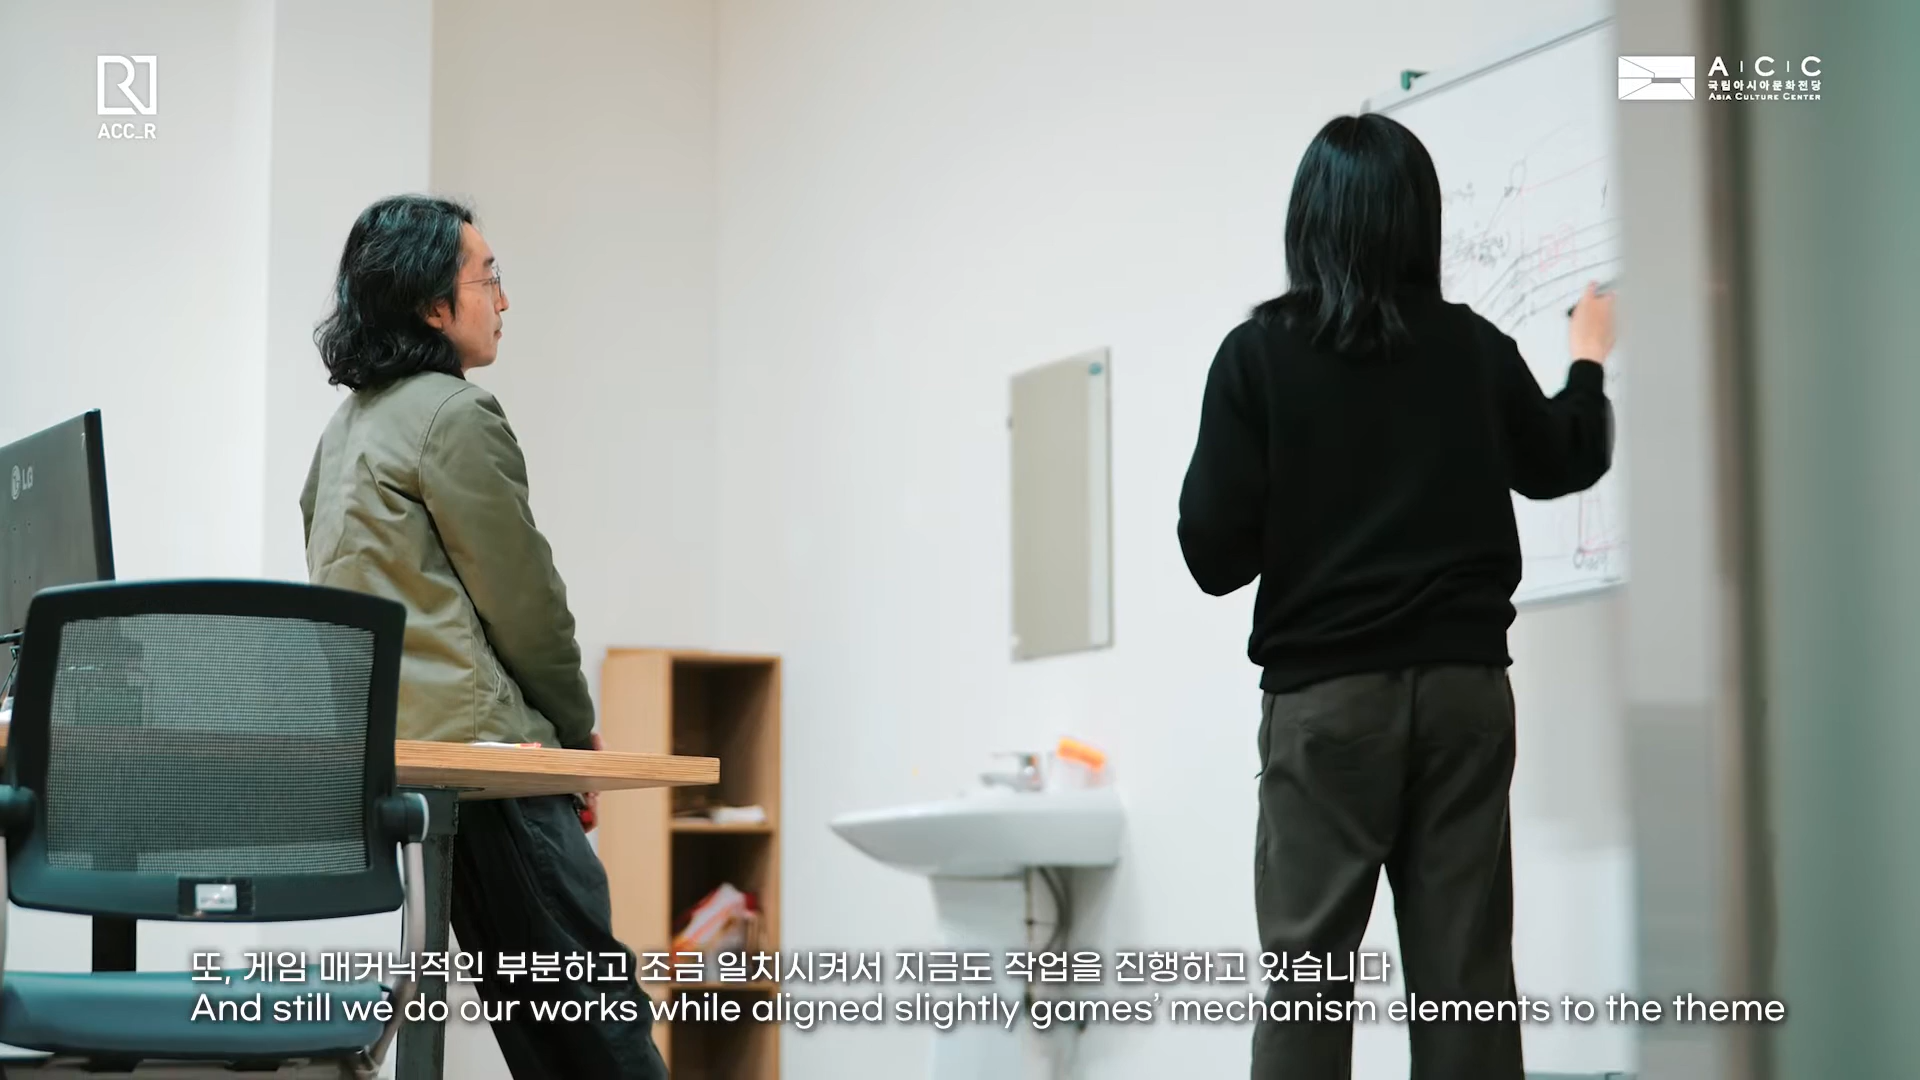 ACC_R
A C C
국립아시아문화전당
ASIA CULTURE CENTER
LG
또, 게임 매커닉적인 부분하고 조금 일치시켜서 지금도 작업을 진행하고 있습니다
And still we do our works while aligned slightly games' mechanism elements to the theme